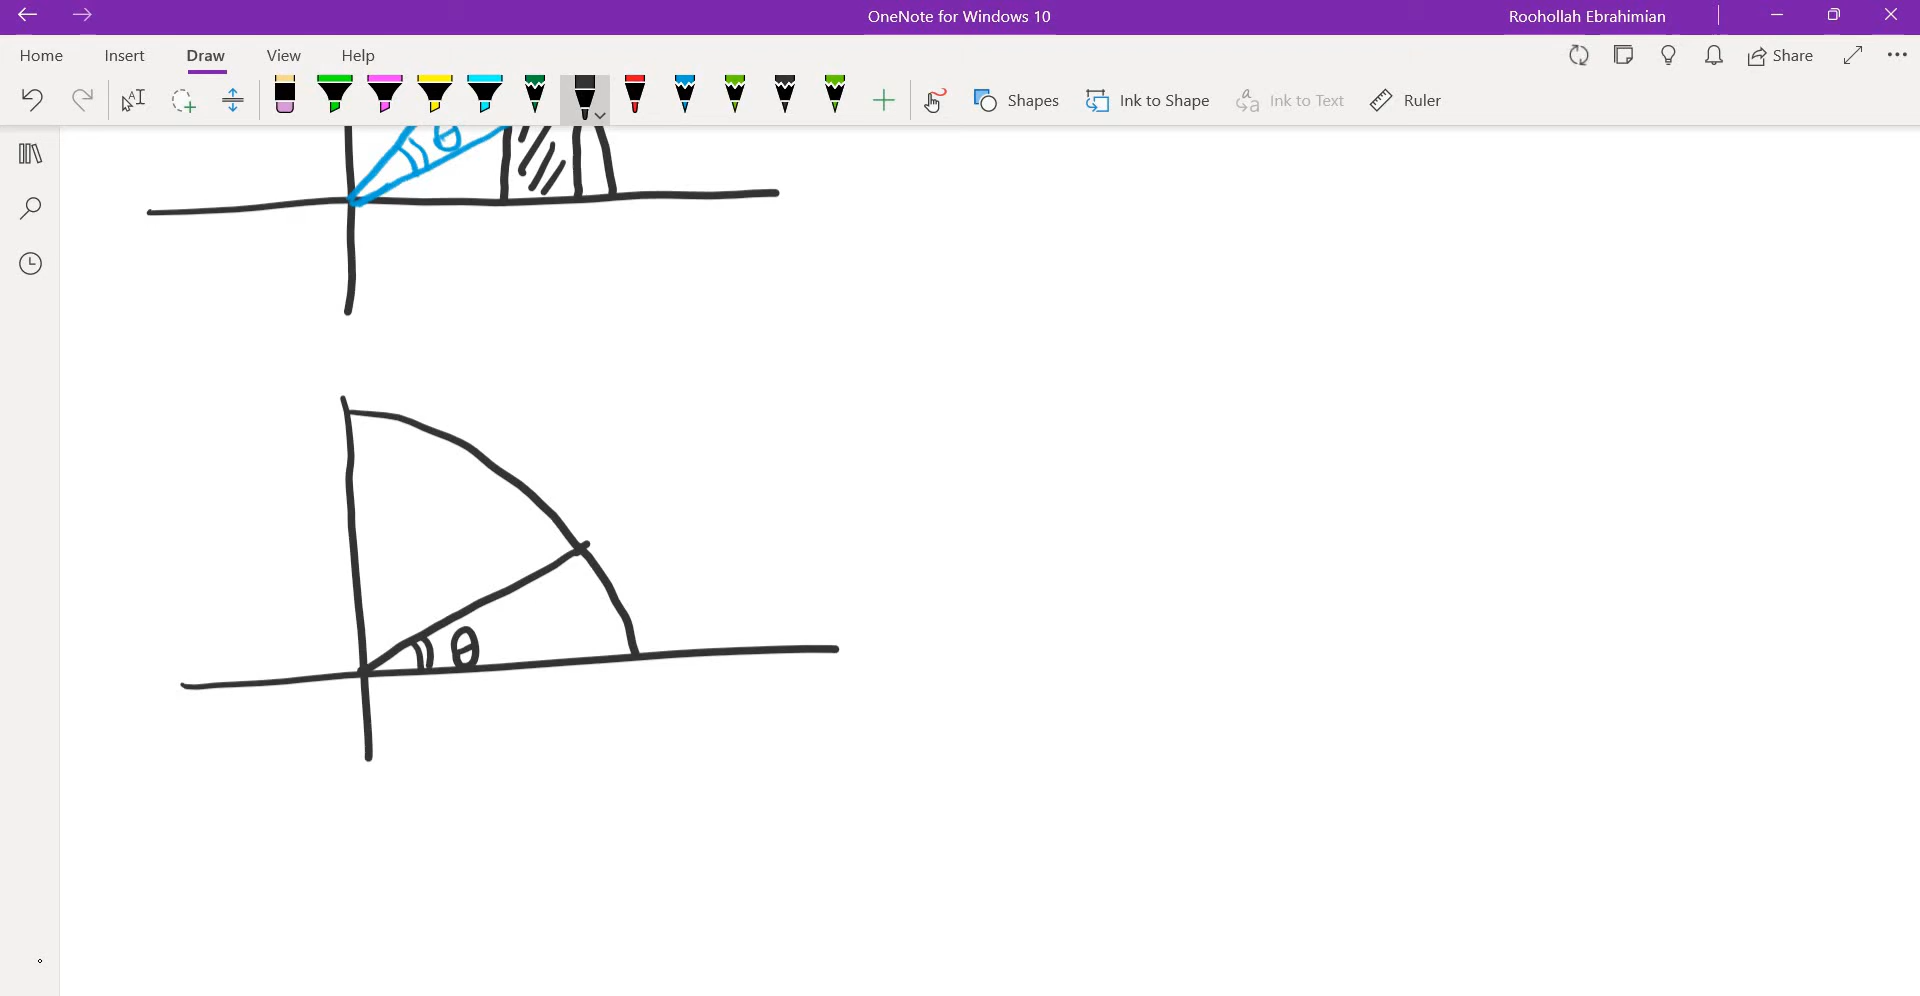 OneNote for Windows 10
Roohollah Ebrahimian
Home Insert Draw View Help
Share
Shapes Ink to Shape Ink to Text Ruler
θ
θ